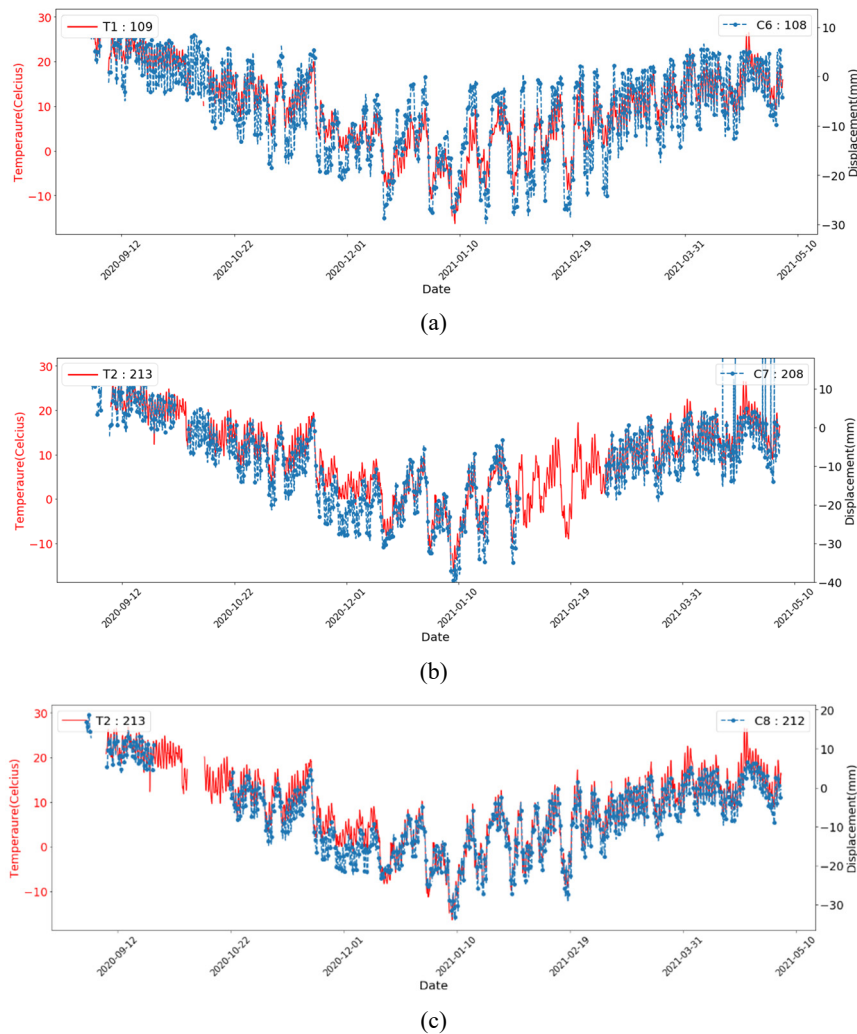 T1 : 109
C6 : 108
30
20
10
0
−10
Temperaure(Celcius)
10
0
−10
−20
−30
Displacement(mm)
2020-09-12
2020-10-22
2020-12-01
2021-01-10
2021-02-19
2021-03-31
2021-05-10
Date
(a)
T2 : 213
C7 : 208
30
20
10
0
−10
Temperaure(Celcius)
10
0
−10
−20
−30
−40
Displacement(mm)
2020-09-12
2020-10-22
2020-12-01
2021-01-10
2021-02-19
2021-03-31
2021-05-10
Date
(b)
T2 : 213
C8 : 212
30
20
10
0
−10
Temperaure(Celcius)
20
10
0
−10
−20
−30
Displacement(mm)
2020-09-12
2020-10-22
2020-12-01
2021-01-10
2021-02-19
2021-03-31
2021-05-10
Date
(c)